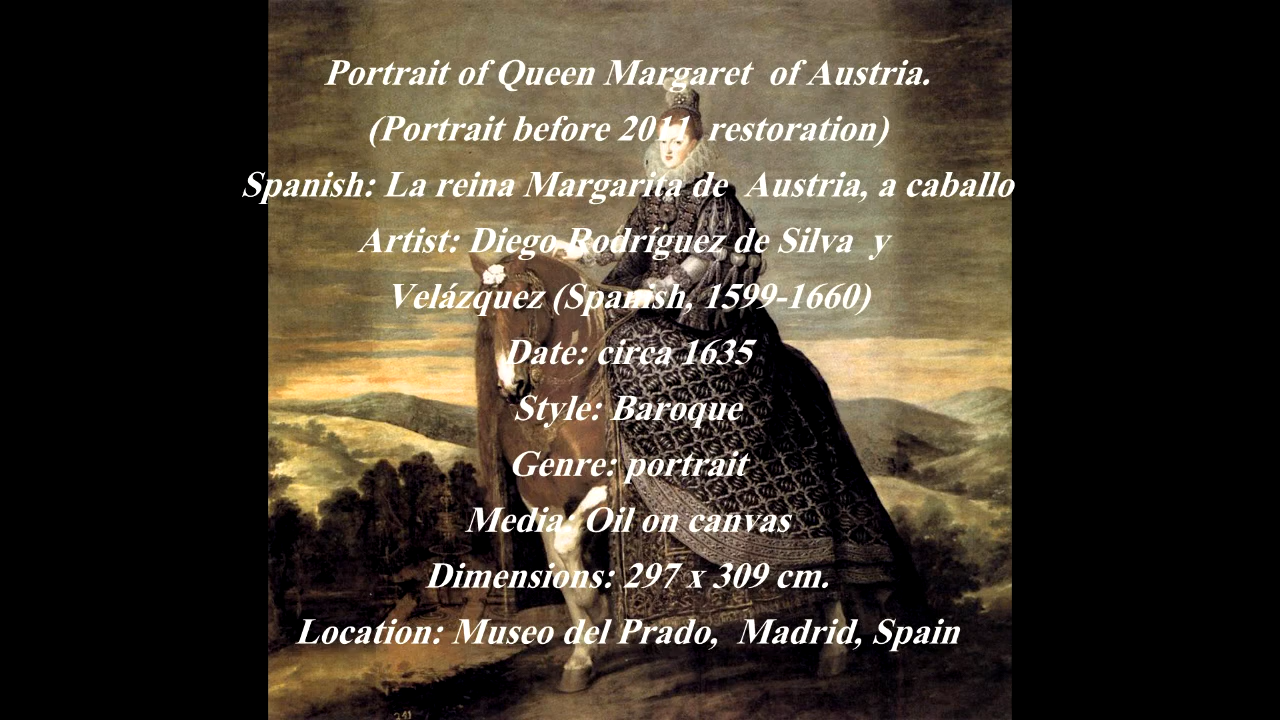 Portrait of Queen Margaret of Austria.
(Portrait before 2011 restoration)
Spanish: La reina Margarita de Austria, a caballo
Artist: Diego Rodríguez de Silva y
Velázquez (Spanish, 1599-1660)
Date: circa 1635
Style: Baroque
Genre: portrait
Media: Oil on canvas
Dimensions: 297 x 309 cm.
Location: Museo del Prado, Madrid, Spain